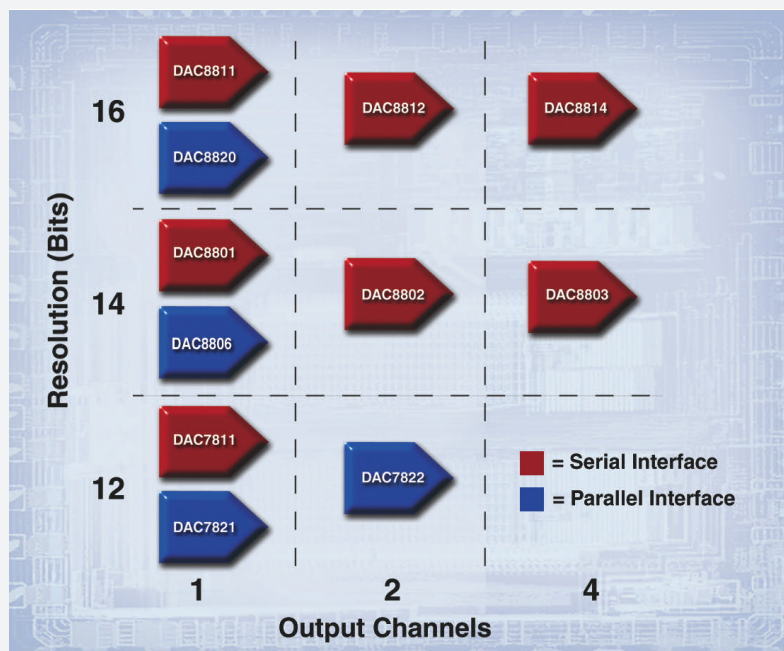 Resolution (Bits)
16
DAC8811
DAC8820
DAC8812
DAC8814
14
DAC8801
DAC8806
DAC8802
DAC8803
12
DAC7811
DAC7821
DAC7822
= Serial Interface
= Parallel Interface
1
2
4
Output Channels